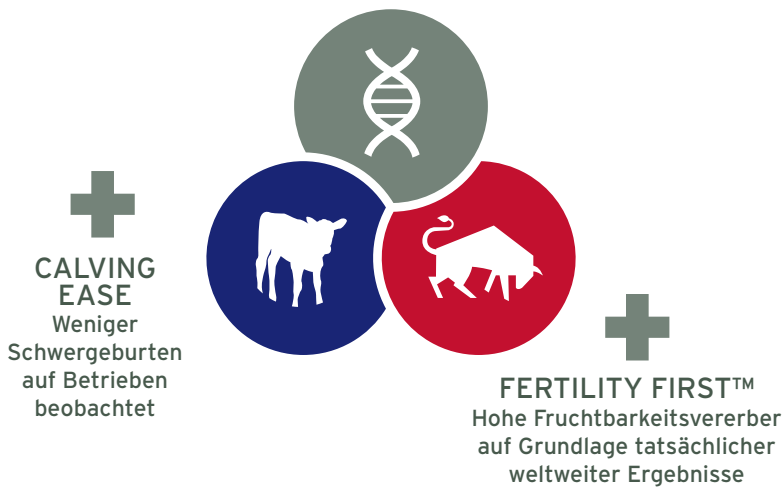 CALVING
EASE
Weniger
Schwergeburten
auf Betrieben
beobachtet
FERTILITY FIRST™
Hohe Fruchtbarkeitsvererber
auf Grundlage tatsächlicher
weltweiter Ergebnisse